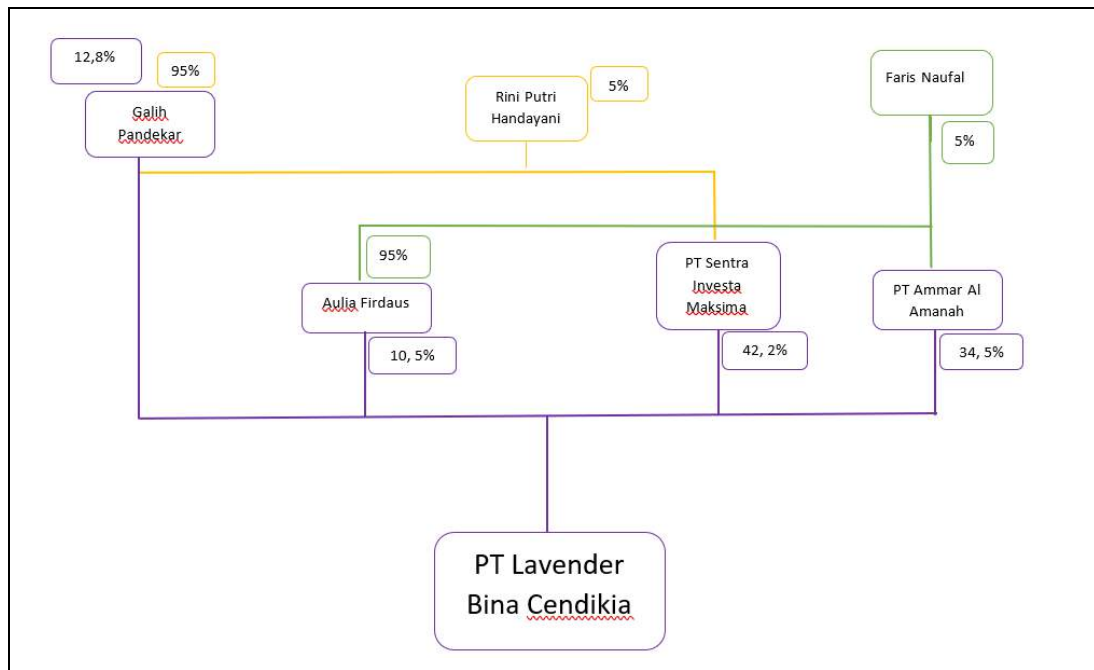 12,8%
95%
Galih
Pandekar
Rini Putri
Handayani
5%
Faris Naufal
5%
95%
Aulia Firdaus
10, 5%
PT Sentra
Investa
Maksima
42, 2%
PT Ammar Al
Amanah
34, 5%
PT Lavender
Bina Cendikia